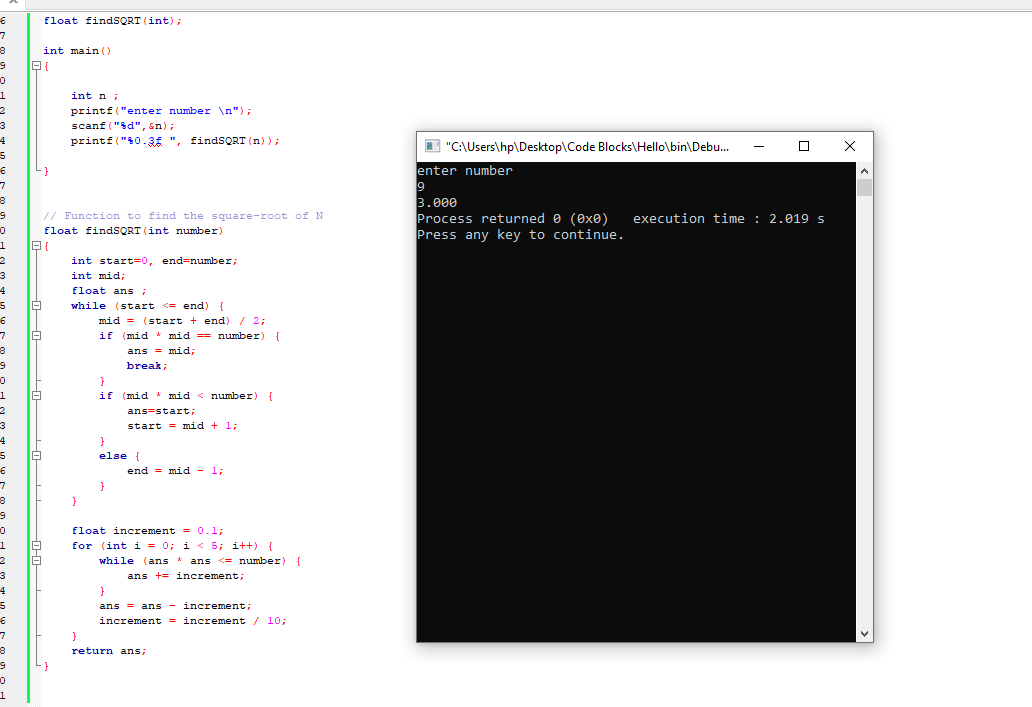 6 float findSQRT(int);
7
8 int main()
9 {
0
1 int n ;
2 printf("enter number \n");
3 scanf("%d",&n);
4 printf("%0.3f ", findSQRT(n));
5
6 }
7
8
9 // Function to find the square-root of N
0 float findSQRT(int number)
1 {
2 int start=0, end=number;
3 int mid;
4 float ans ;
5 while (start <= end) {
6 mid = (start + end) / 2;
7 if (mid * mid == number) {
8 ans = mid;
9 break;
0 }
1 if (mid * mid < number) {
2 ans=start;
3 start = mid + 1;
4 }
5 else {
6 end = mid - 1;
7 }
8 }
9
0 float increment = 0.1;
1 for (int i = 0; i < 5; i++) {
2 while (ans * ans <= number) {
3 ans += increment;
4 }
5 ans = ans - increment;
6 increment = increment / 10;
7 }
8 return ans;
9 }
0
1
"C:\Users\hp\Desktop\Code Blocks\Hello\bin\Debu...
enter number
9
3.000
Process returned 0 (0x0)   execution time : 2.019 s
Press any key to continue.